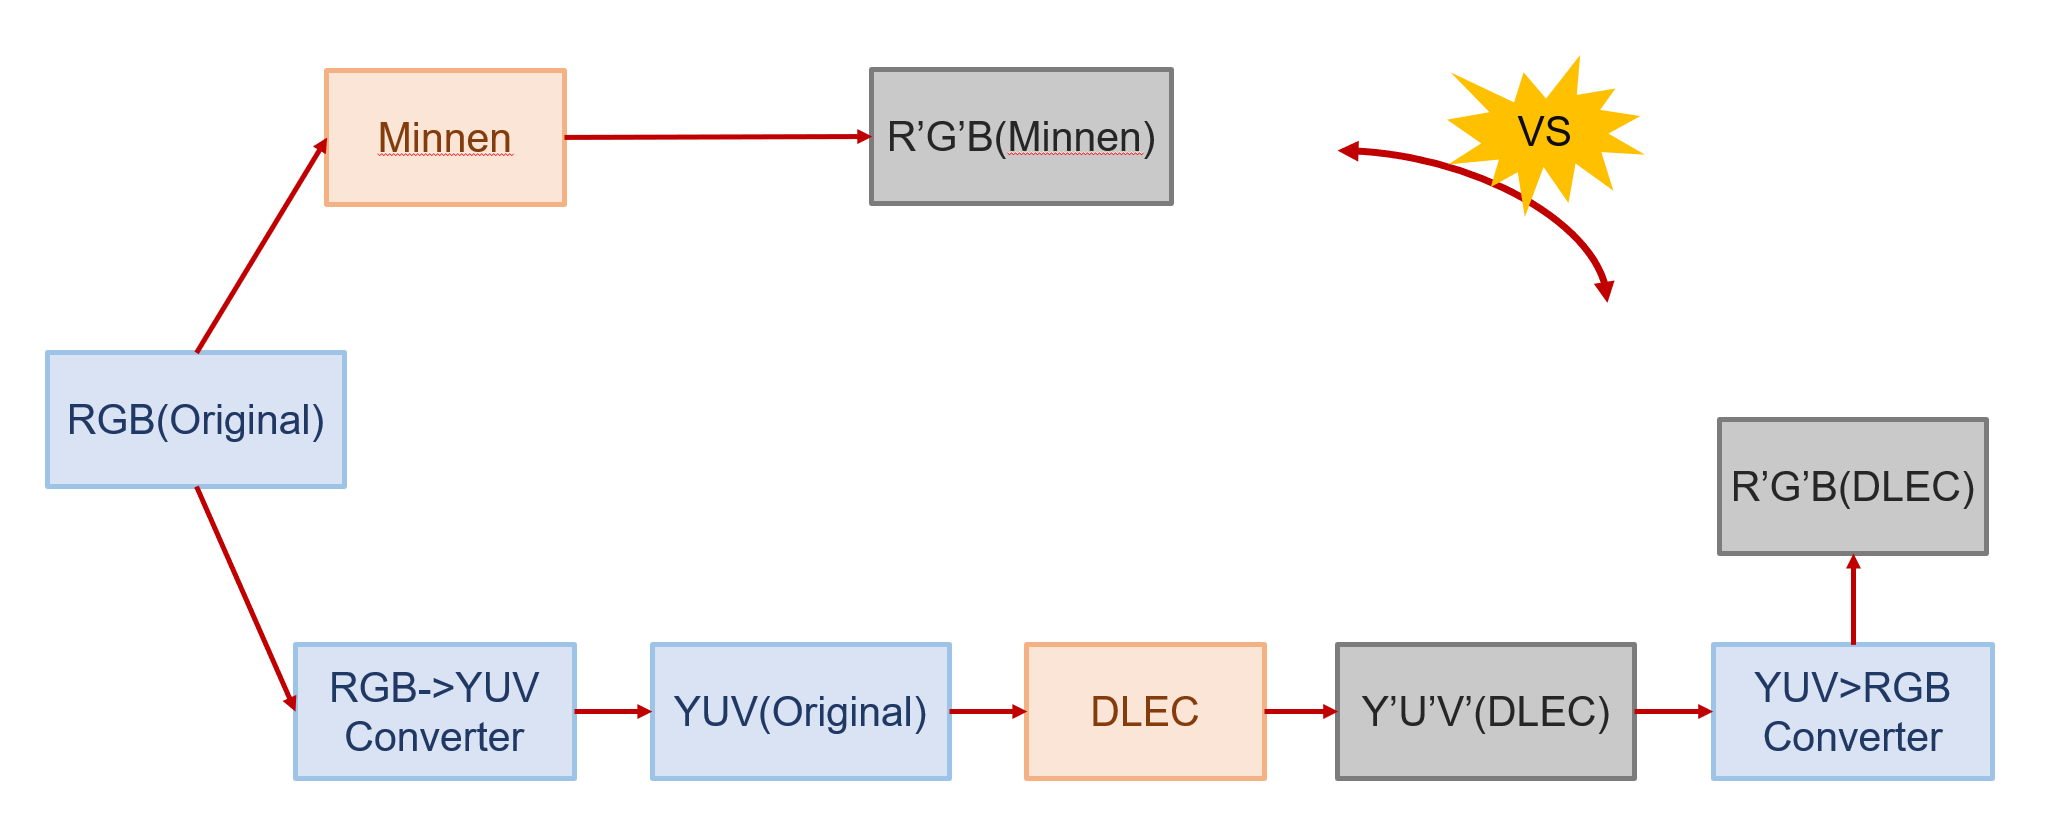 Minnen
R’G’B(Minnen)
VS
RGB(Original)
R’G’B(DLEC)
RGB->YUV
Converter
YUV(Original)
DLEC
Y’U’V’(DLEC)
YUV>RGB
Converter